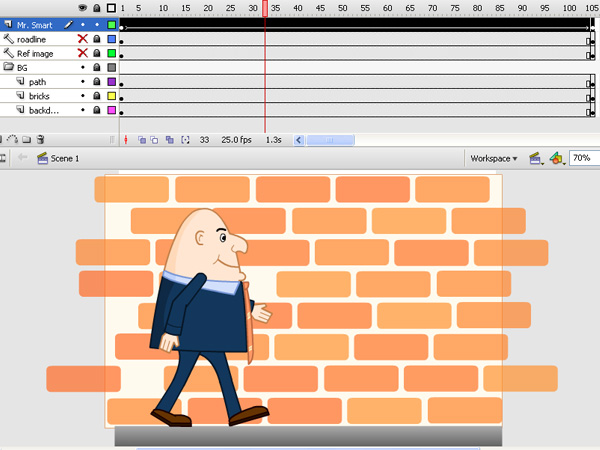 1 5 10 15 20 25 30 35 40 45 50 55 60 65 70 75 80 85 90 95 100 105
Mr. Smart
roadline
Ref image
BG
path
bricks
backd...
33 25.0 fps 1.3s
Scene 1 Workspace 70%